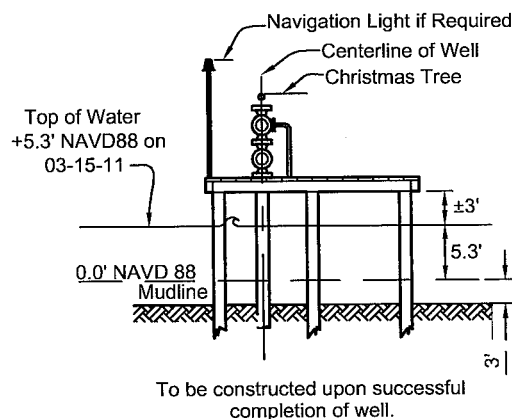 Navigation Light if Required
Centerline of Well
Christmas Tree
Top of Water
+5.3' NAVD88 on
03-15-11
±3'
5.3'
0.0' NAVD 88
Mudline
3'
To be constructed upon successful
completion of well.